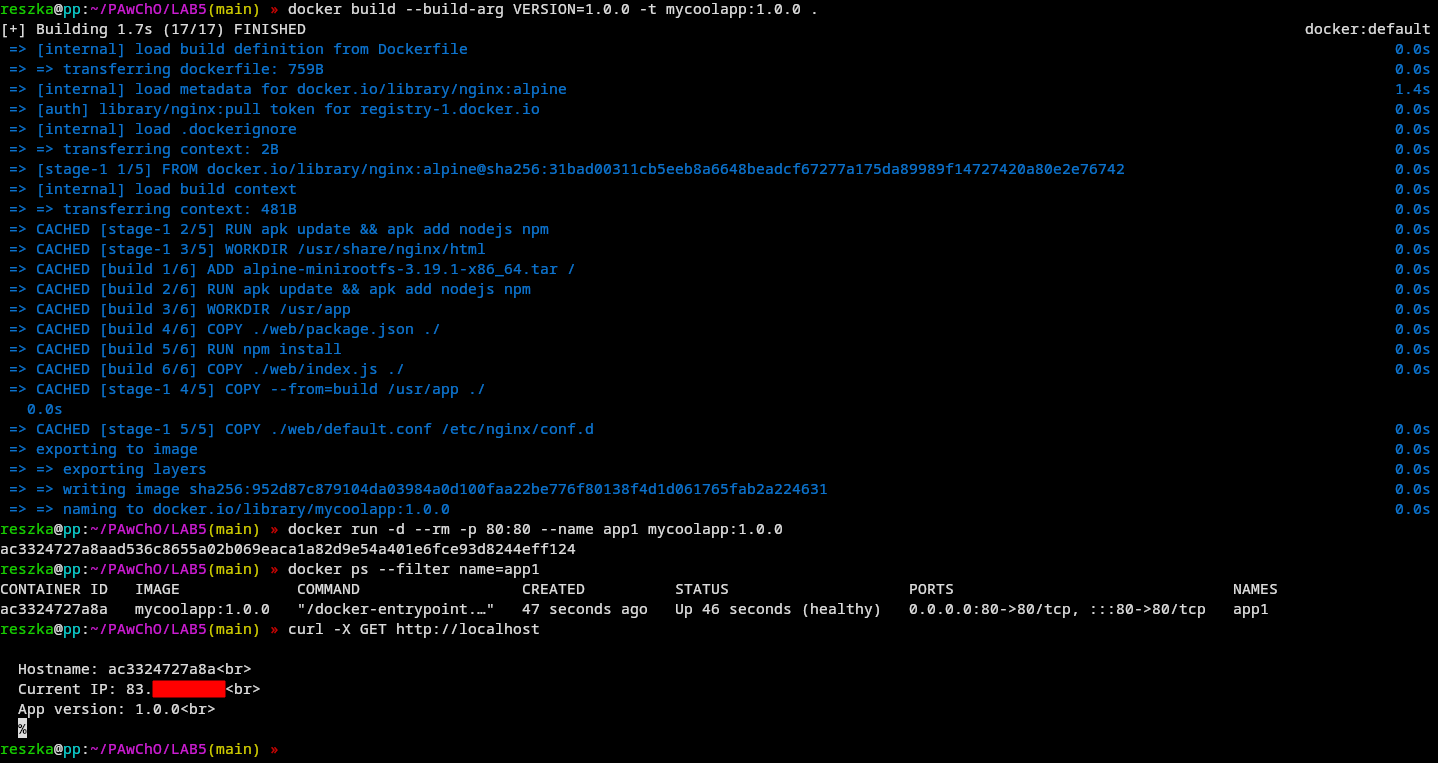 reszka@pp:~/PAwChO/LAB5(main) » docker build --build-arg VERSION=1.0.0 -t mycoolapp:1.0.0 .
[+] Building 1.7s (17/17) FINISHED docker:default
=> [internal] load build definition from Dockerfile 0.0s
=> => transferring dockerfile: 759B 0.0s
=> [internal] load metadata for docker.io/library/nginx:alpine 1.4s
=> [auth] library/nginx:pull token for registry-1.docker.io 0.0s
=> [internal] load .dockerignore 0.0s
=> => transferring context: 2B 0.0s
=> [stage-1 1/5] FROM docker.io/library/nginx:alpine@sha256:31bad00311cb5eeb8a6648beadcf67277a175da89989f14727420a80e2e76742 0.0s
=> [internal] load build context 0.0s
=> => transferring context: 481B 0.0s
=> CACHED [stage-1 2/5] RUN apk update && apk add nodejs npm 0.0s
=> CACHED [stage-1 3/5] WORKDIR /usr/share/nginx/html 0.0s
=> CACHED [build 1/6] ADD alpine-minirootfs-3.19.1-x86_64.tar / 0.0s
=> CACHED [build 2/6] RUN apk update && apk add nodejs npm 0.0s
=> CACHED [build 3/6] WORKDIR /usr/app 0.0s
=> CACHED [build 4/6] COPY ./web/package.json ./ 0.0s
=> CACHED [build 5/6] RUN npm install 0.0s
=> CACHED [build 6/6] COPY ./web/index.js ./ 0.0s
=> CACHED [stage-1 4/5] COPY --from=build /usr/app ./
0.0s
=> CACHED [stage-1 5/5] COPY ./web/default.conf /etc/nginx/conf.d 0.0s
=> exporting to image 0.0s
=> => exporting layers 0.0s
=> => writing image sha256:952d87c879104da03984a0d100faa22be776f80138f4d1d061765fab2a224631 0.0s
=> => naming to docker.io/library/mycoolapp:1.0.0 0.0s
reszka@pp:~/PAwChO/LAB5(main) » docker run -d --rm -p 80:80 --name app1 mycoolapp:1.0.0
ac3324727a8aad536c8655a02b069eaca1a82d9e54a401e6fce93d8244eff124
reszka@pp:~/PAwChO/LAB5(main) » docker ps --filter name=app1
CONTAINER ID IMAGE COMMAND CREATED STATUS PORTS NAMES
ac3324727a8a mycoolapp:1.0.0 "/docker-entrypoint.…" 47 seconds ago Up 46 seconds (healthy) 0.0.0.0:80->80/tcp, :::80->80/tcp app1
reszka@pp:~/PAwChO/LAB5(main) » curl -X GET http://localhost
Hostname: ac3324727a8a<br>
Current IP: 83.<br>
App version: 1.0.0<br>
%
reszka@pp:~/PAwChO/LAB5(main) »